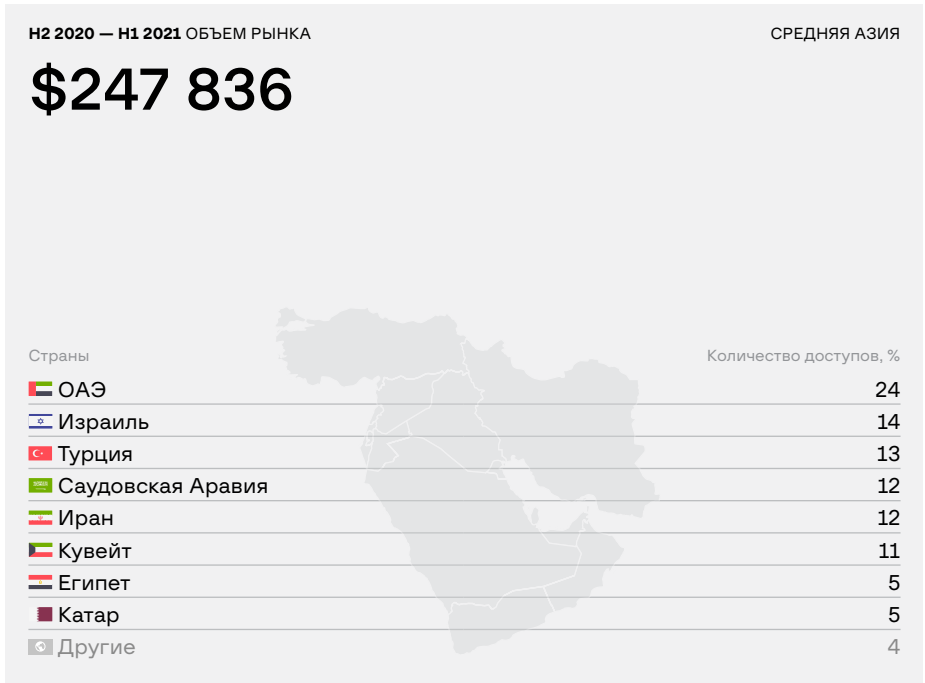 H2 2020 — H1 2021 ОБЪЕМ РЫНКА
СРЕДНЯЯ АЗИЯ
$247 836
Страны Количество доступов, %
ОАЭ 24
Израиль 14
Турция 13
Саудовская Аравия 12
Иран 12
Кувейт 11
Египет 5
Катар 5
Другие 4